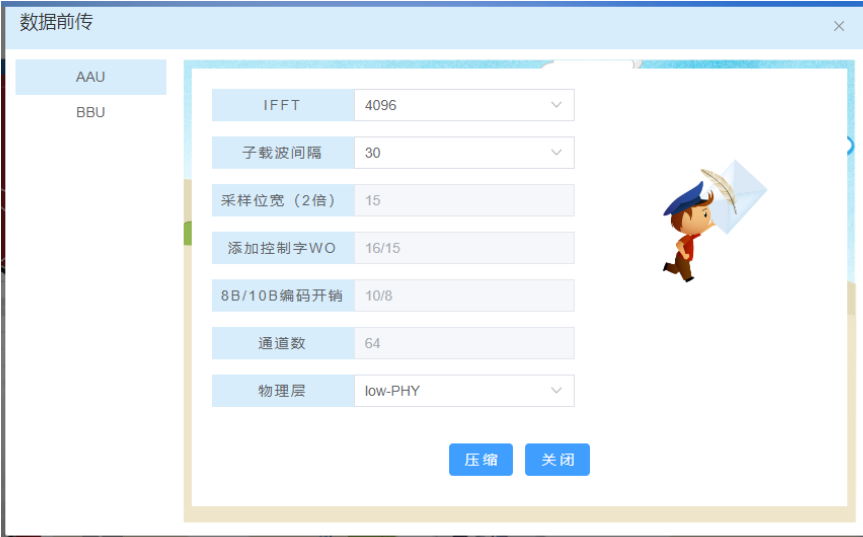 数据前传
AAU
BBU
IFFT 4096
子载波间隔 30
采样位宽（2倍） 15
添加控制字WO 16/15
8B/10B编码开销 10/8
通道数 64
物理层 low-PHY
压缩 关闭